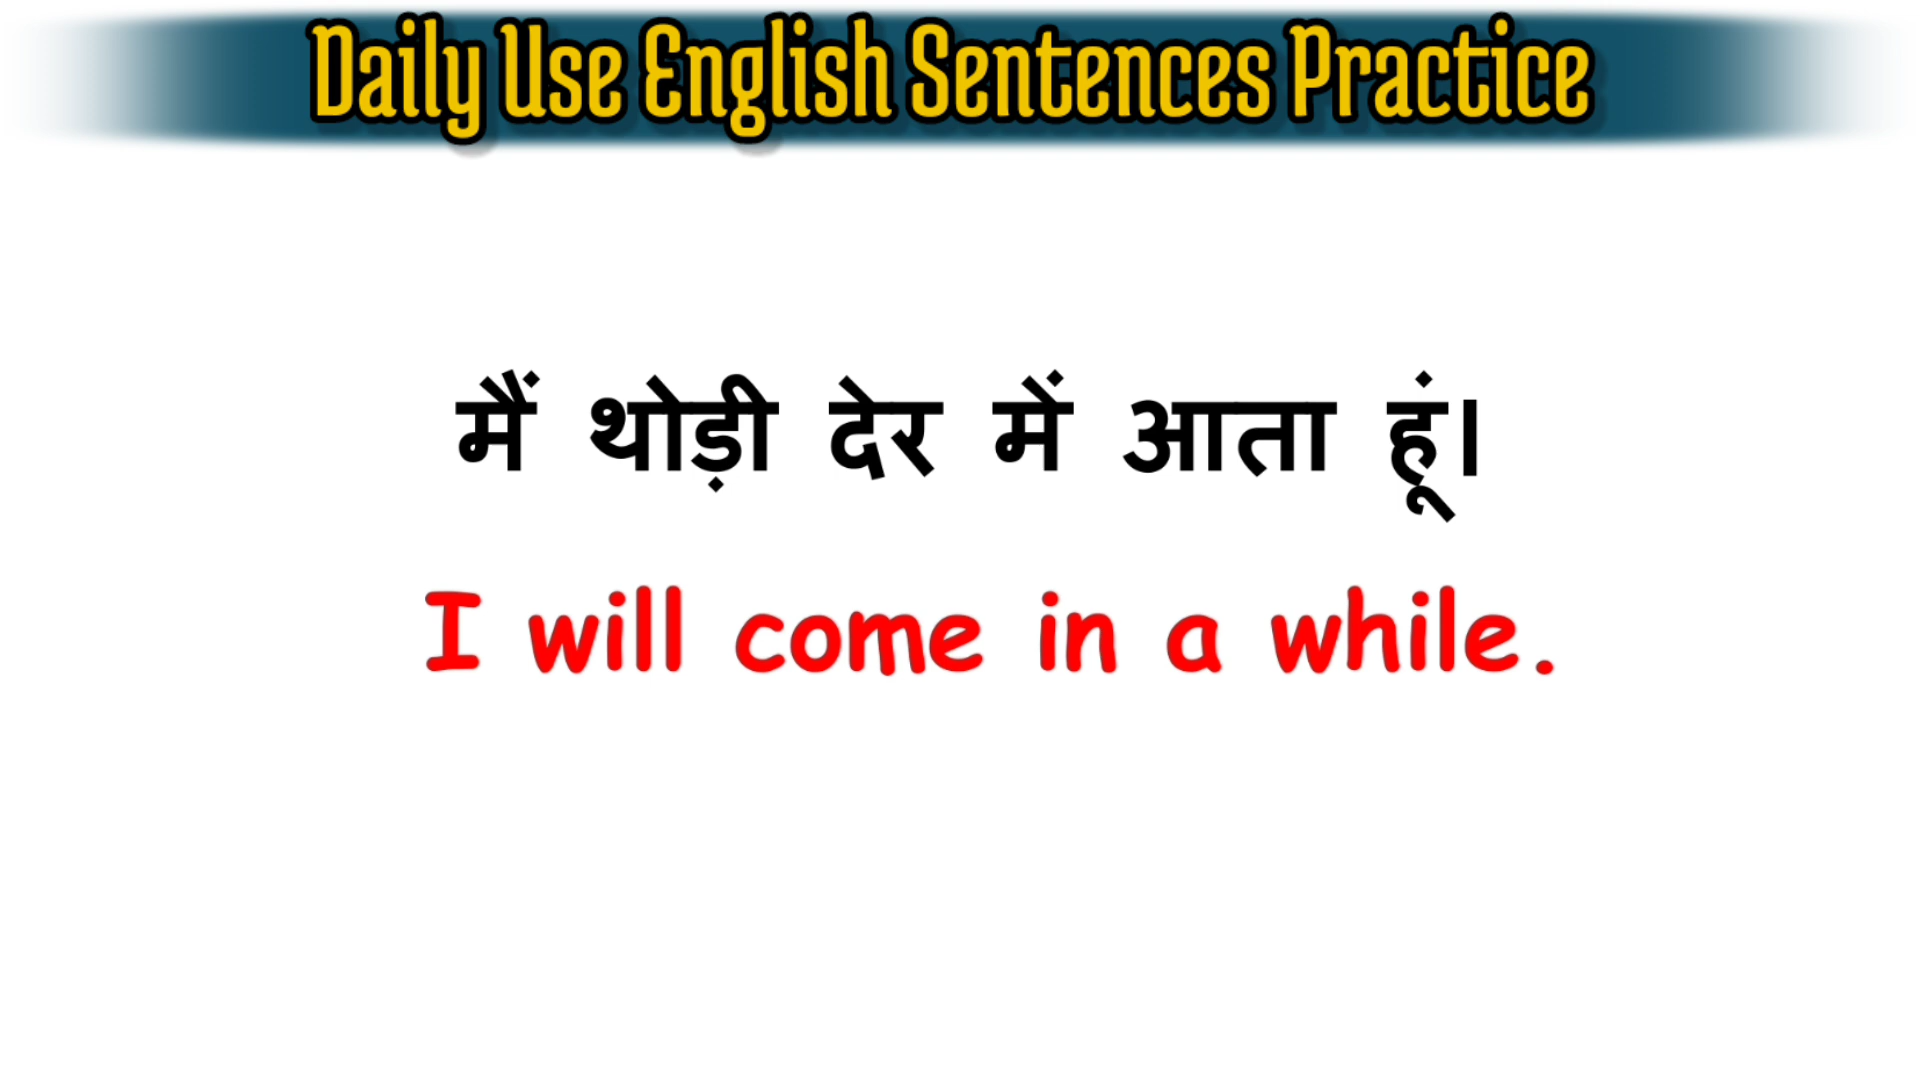 Daily Use English Sentences Practice
मैं थोड़ी देर में आता हूं।
I will come in a while.